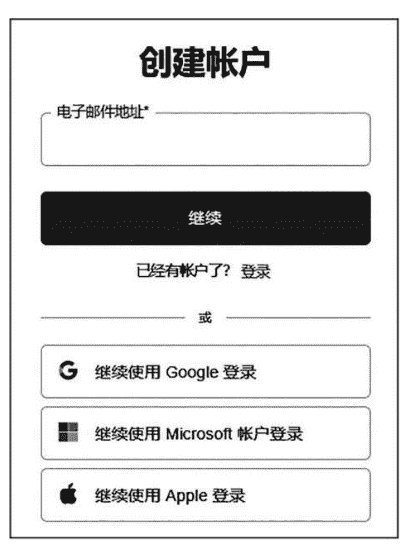 创建帐户
电子邮件地址*
继续
已经有帐户了? 登录
或
继续使用 Google 登录
继续使用 Microsoft 帐户登录
继续使用 Apple 登录